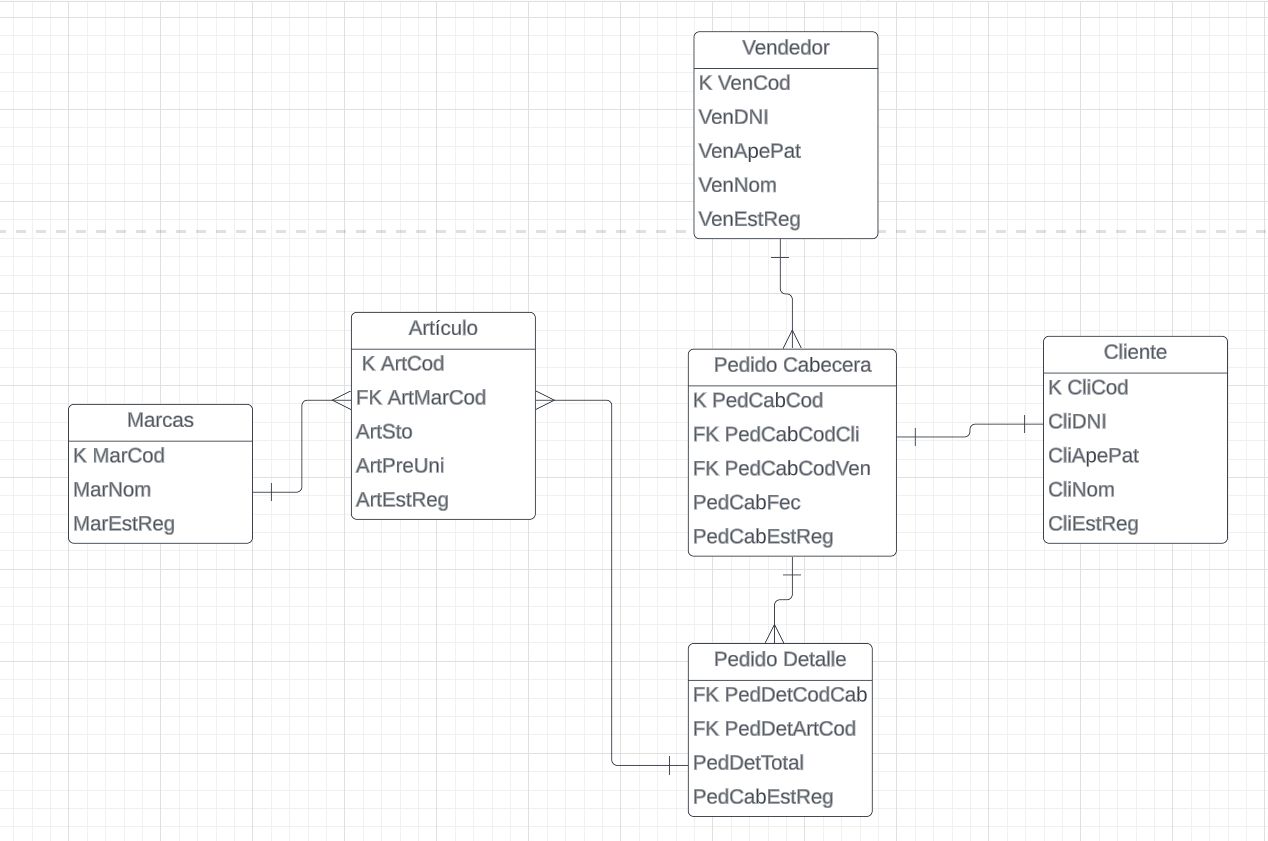 Vendedor
K VenCod
VenDNI
VenApePat
VenNom
VenEstReg
Artículo
K ArtCod
FK ArtMarCod
ArtSto
ArtPreUni
ArtEstReg
Marcas
K MarCod
MarNom
MarEstReg
Pedido Cabecera
K PedCabCod
FK PedCabCodCli
FK PedCabCodVen
PedCabFec
PedCabEstReg
Cliente
K CliCod
CliDNI
CliApePat
CliNom
CliEstReg
Pedido Detalle
FK PedDetCodCab
FK PedDetArtCod
PedDetTotal
PedCabEstReg